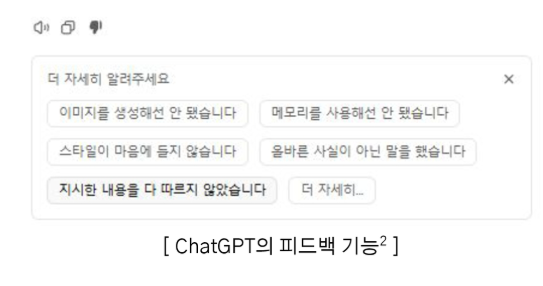 더 자세히 알려주세요
이미지를 생성해선 안 됐습니다 메모리를 사용해선 안 됐습니다
스타일이 마음에 들지 않습니다 올바른 사실이 아닌 말을 했습니다
지시한 내용을 다 따르지 않았습니다 더 자세히...
[ ChatGPT의 피드백 기능² ]